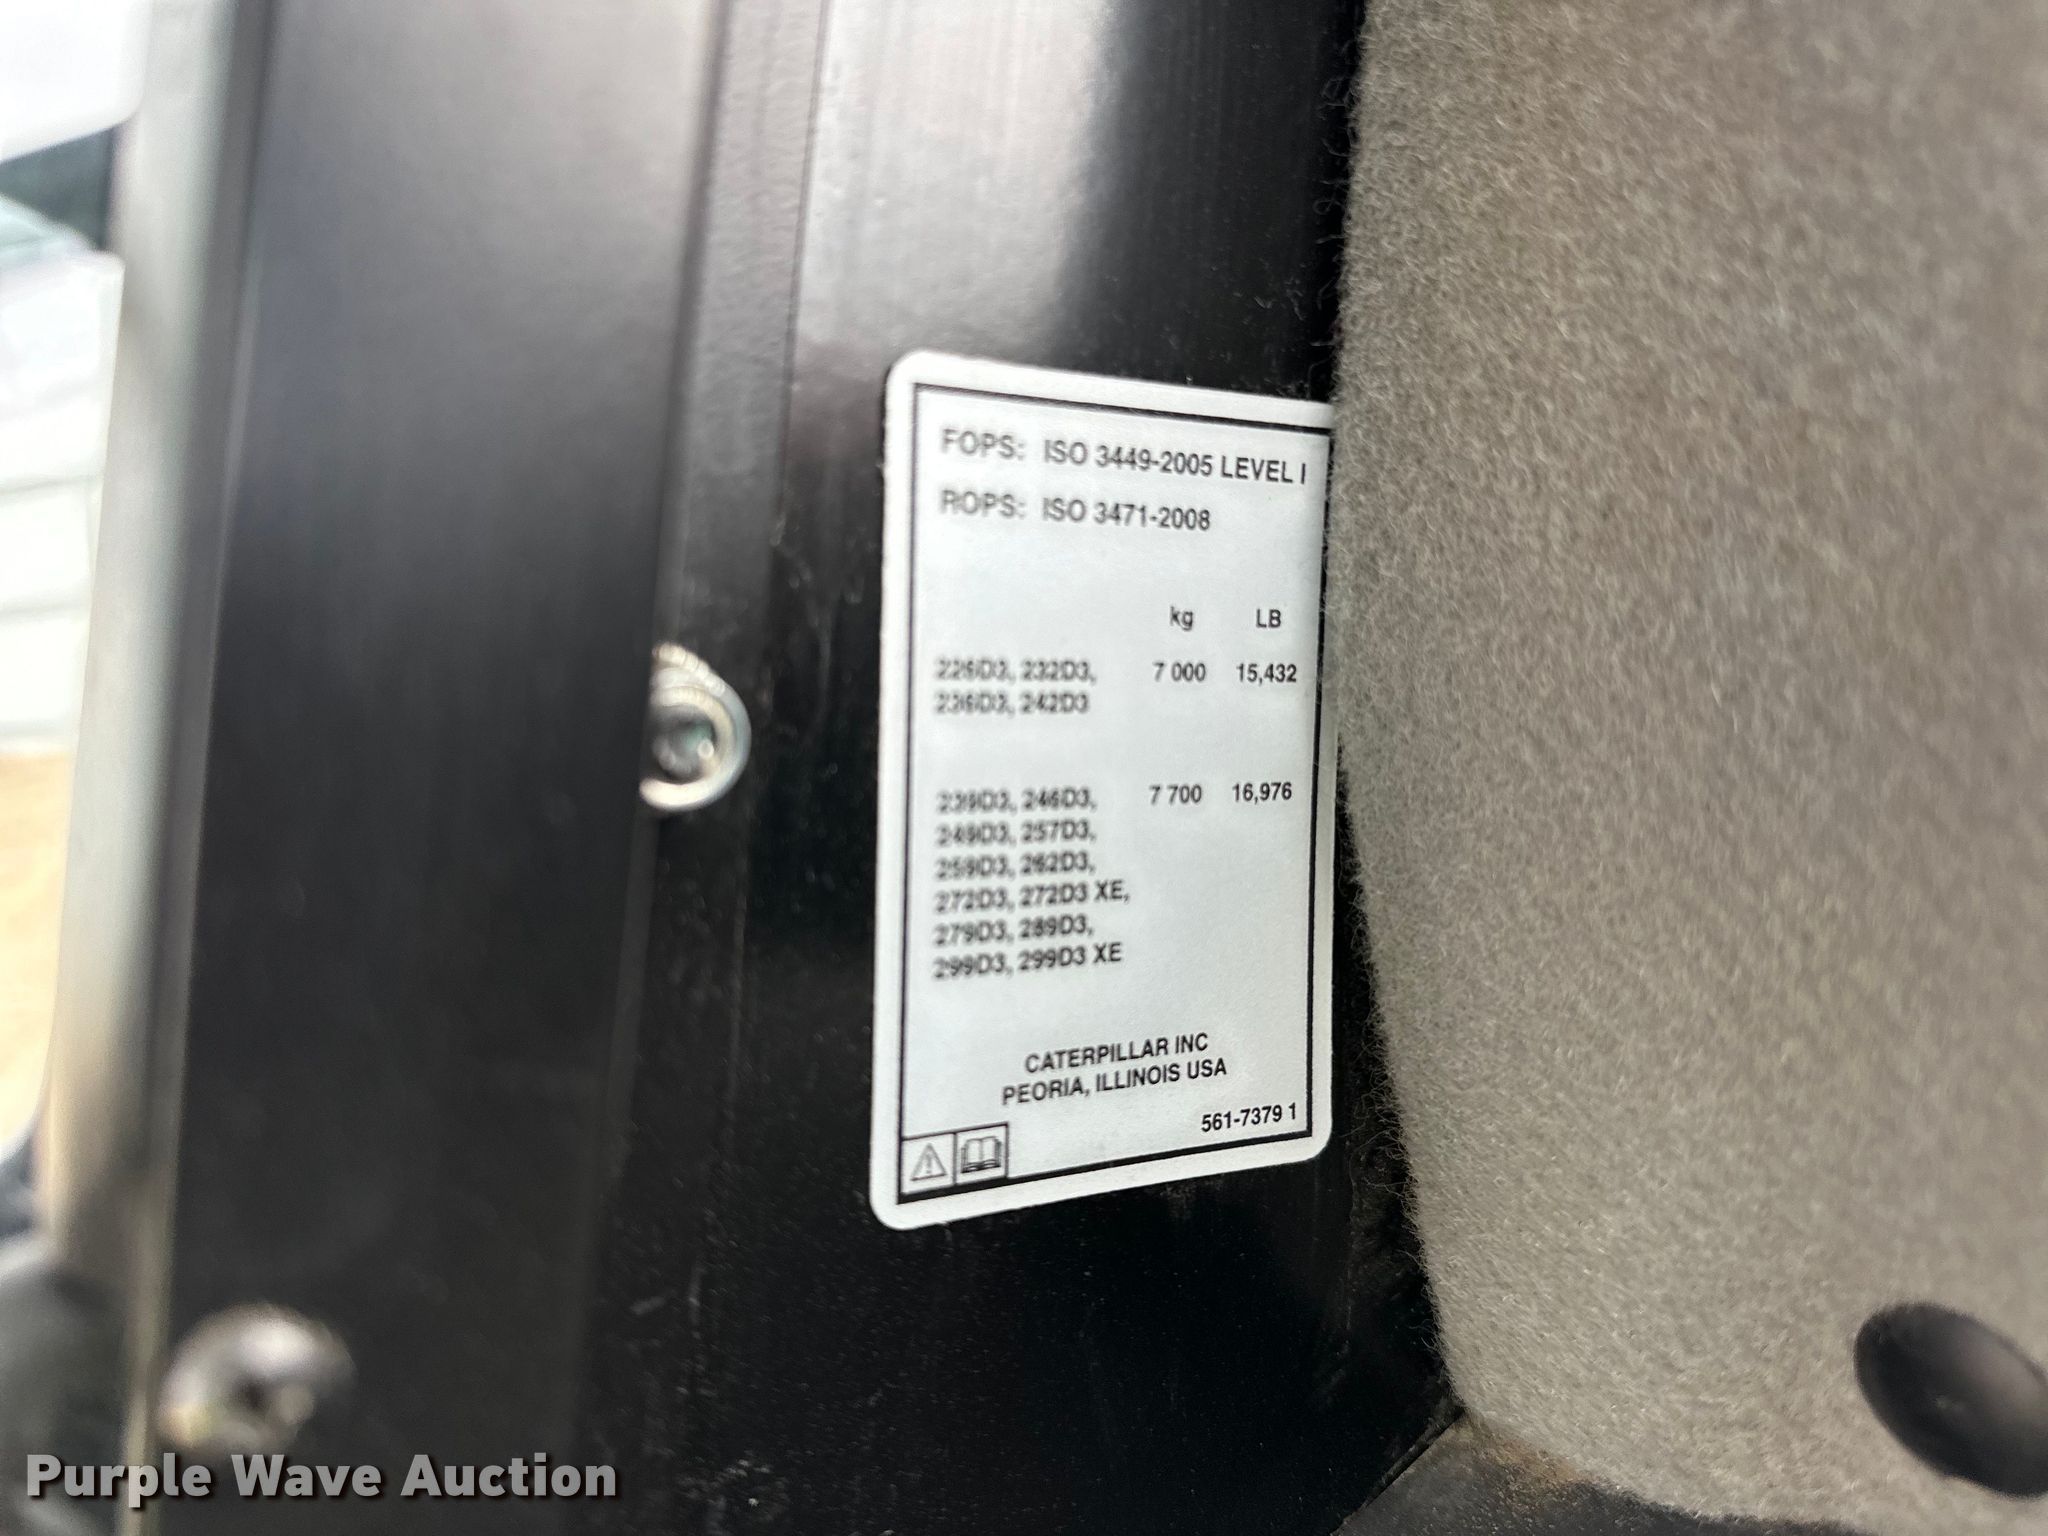 FOPS: ISO 3449-2005 LEVEL I
ROPS: ISO 3471-2008
kg LB
226D3, 232D3, 7 000 15,432
236D3, 242D3
239D3, 246D3, 7 700 16,976
249D3, 257D3,
259D3, 262D3,
272D3, 272D3 XE,
279D3, 289D3,
299D3, 299D3 XE
CATERPILLAR INC
PEORIA, ILLINOIS USA
561-7379 1
Purple Wave Auction